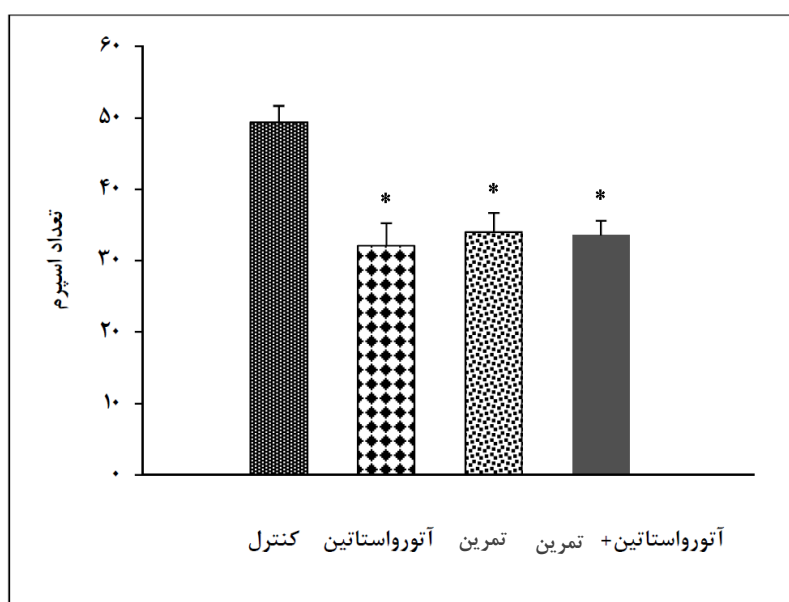 ۶۰
۵۰
۴۰
۳۰
۲۰
۱۰
۰
تعداد اسپرم
*
*
*
کنترل
آتورواستاتین
تمرین
آتورواستاتین+ تمرین